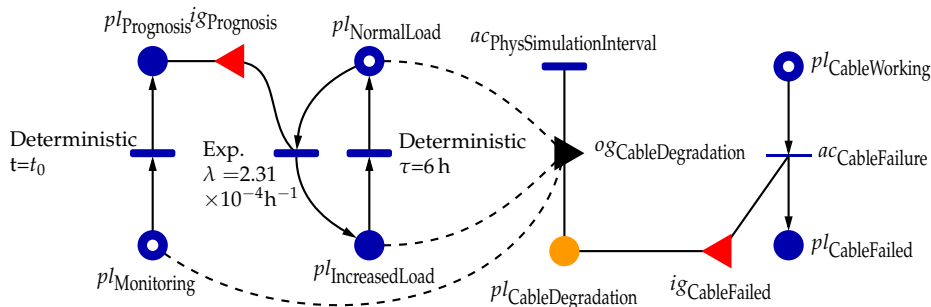 pl_Prognosis ig_Prognosis
pl_NormalLoad
ac_PhysSimulationInterval
pl_CableWorking
Deterministic
t=t_0
Exp.
λ =2.31
×10^{-4}h^{-1}
Deterministic
τ=6 h
og_CableDegradation
ac_CableFailure
pl_Monitoring
pl_IncreasedLoad
pl_CableDegradation
ig_CableFailed
pl_CableFailed